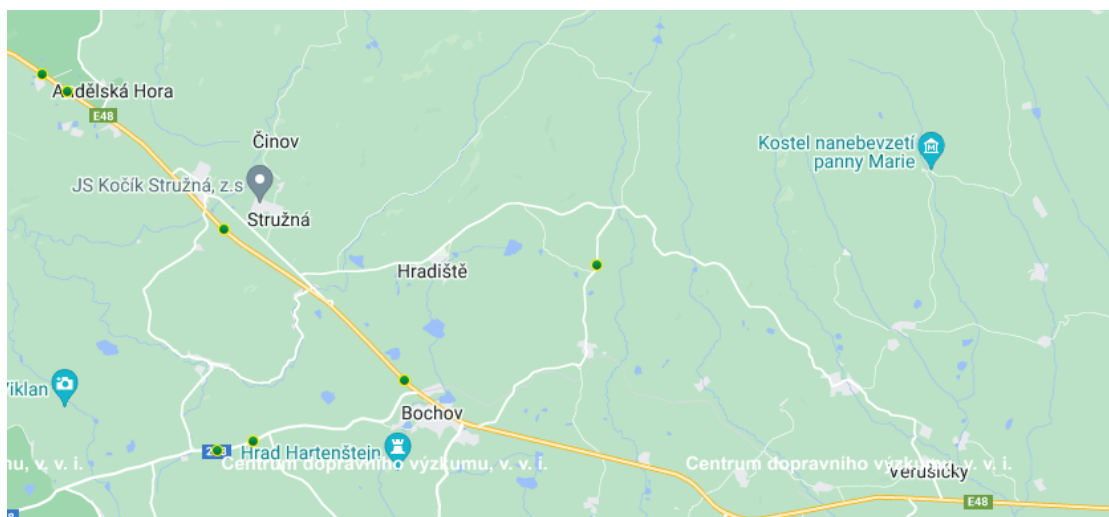 Andělská Hora
E48
Činov
Kostel nanebevzetí
panny Marie
JS Kočík Stružná, z.s
Stružná
Hradiště
Bochov
Hrad Hartenštejn
mu, v. v. i.
Centrum dopravního výzkumu, v. v. i.
Centrum dopravního výzkumu, v. v. i.
Verušičky
E48